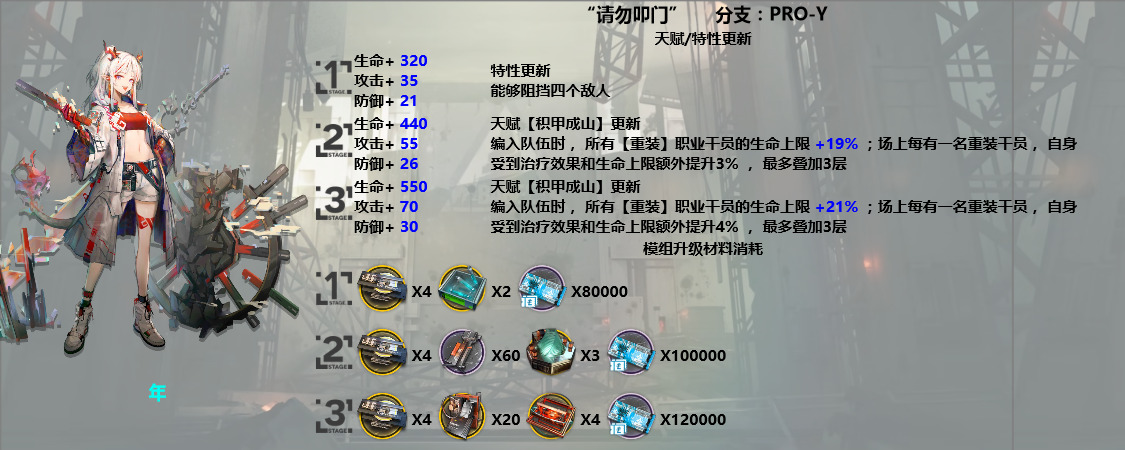 “请勿叩门” 分支：PRO-Y
天赋/特性更新
1 STAGE
生命+ 320
攻击+ 35
防御+ 21
特性更新
能够阻挡四个敌人
2 STAGE
生命+ 440
攻击+ 55
防御+ 26
天赋【积甲成山】更新
编入队伍时，所有【重装】职业干员的生命上限 +19% ；场上每有一名重装干员，自身
受到治疗效果和生命上限额外提升3% ，最多叠加3层
3 STAGE
生命+ 550
攻击+ 70
防御+ 30
天赋【积甲成山】更新
编入队伍时，所有【重装】职业干员的生命上限 +21% ；场上每有一名重装干员，自身
受到治疗效果和生命上限额外提升4% ，最多叠加3层
模组升级材料消耗
1 STAGE X4 X2 X80000
2 STAGE X4 X60 X3 X100000
3 STAGE X4 X20 X4 X120000
年